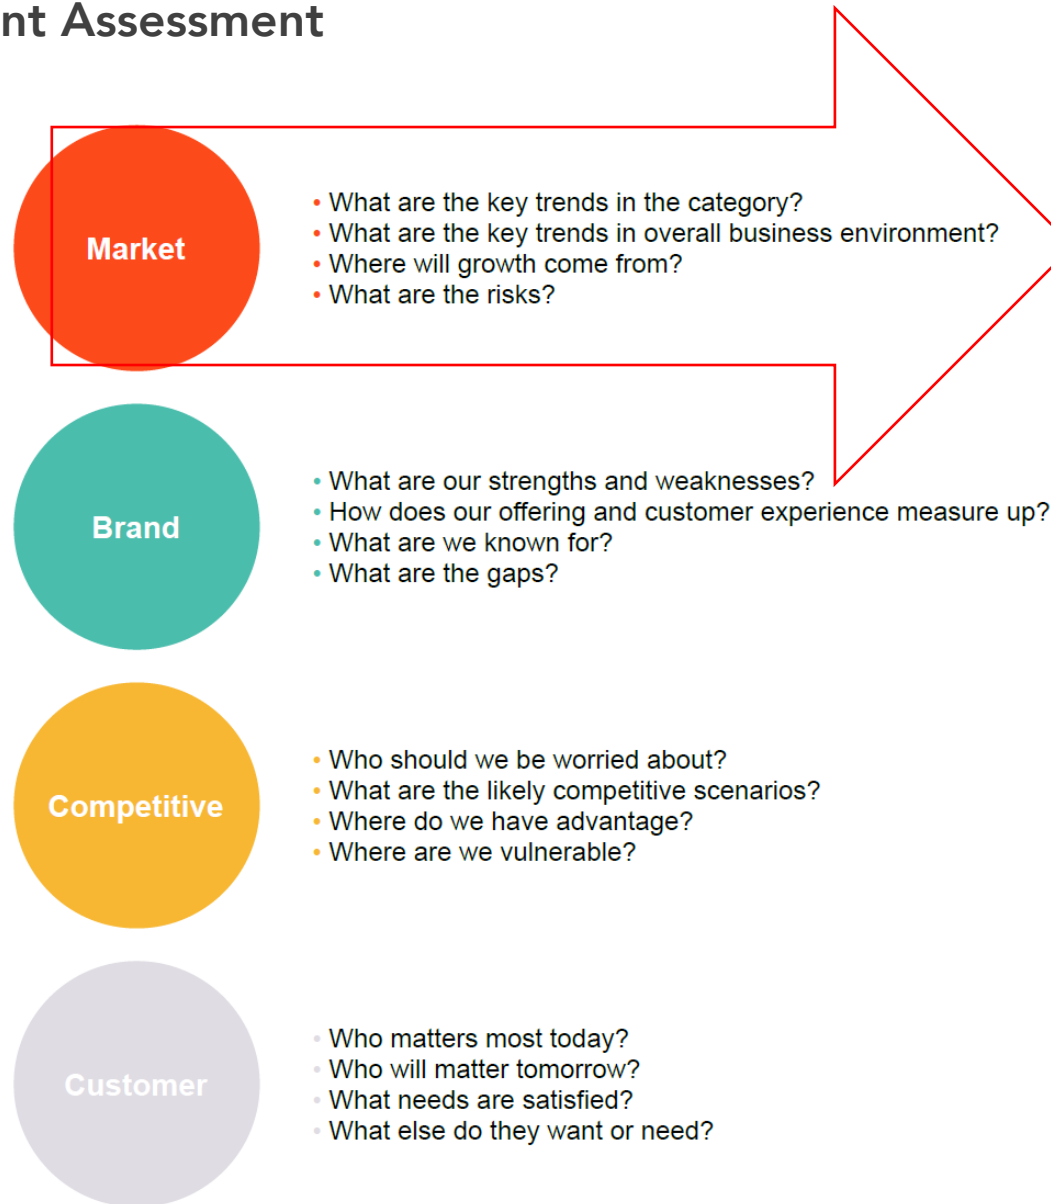 nt Assessment
Market
• What are the key trends in the category?
• What are the key trends in overall business environment?
• Where will growth come from?
• What are the risks?
Brand
• What are our strengths and weaknesses?
• How does our offering and customer experience measure up?
• What are we known for?
• What are the gaps?
Competitive
• Who should we be worried about?
• What are the likely competitive scenarios?
• Where do we have advantage?
• Where are we vulnerable?
Customer
• Who matters most today?
• Who will matter tomorrow?
• What needs are satisfied?
• What else do they want or need?